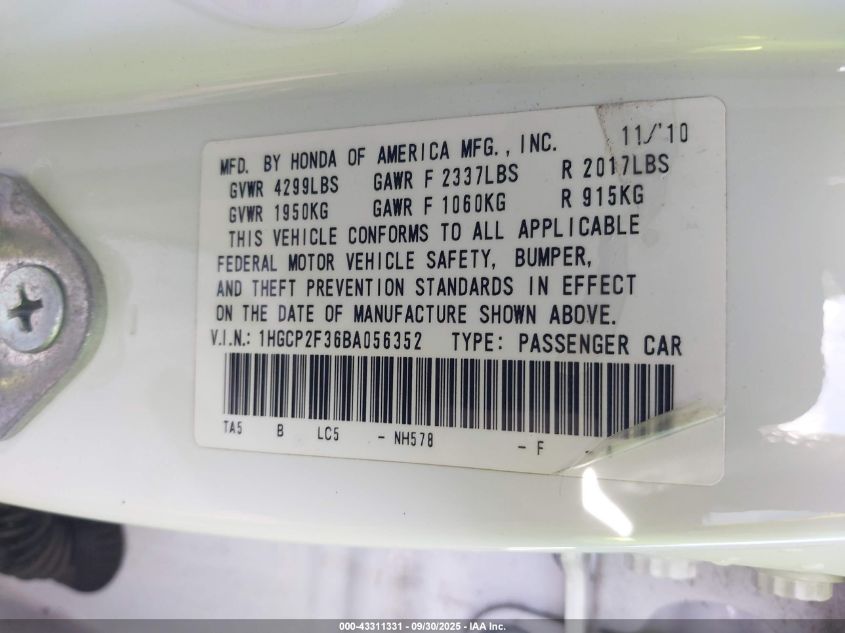 11/'10
MFD. BY HONDA OF AMERICA MFG., INC.
GVWR 4299LBS GAWR F 2337LBS R 2017LBS
GVWR 1950KG GAWR F 1060KG R 915KG
THIS VEHICLE CONFORMS TO ALL APPLICABLE
FEDERAL MOTOR VEHICLE SAFETY, BUMPER,
AND THEFT PREVENTION STANDARDS IN EFFECT
ON THE DATE OF MANUFACTURE SHOWN ABOVE.
V.I.N.: 1HGCP2F36BA056352 TYPE: PASSENGER CAR
TA5 B LC5 - NH578 - F -
000-43311331 - 09/30/2025 - IAA Inc.